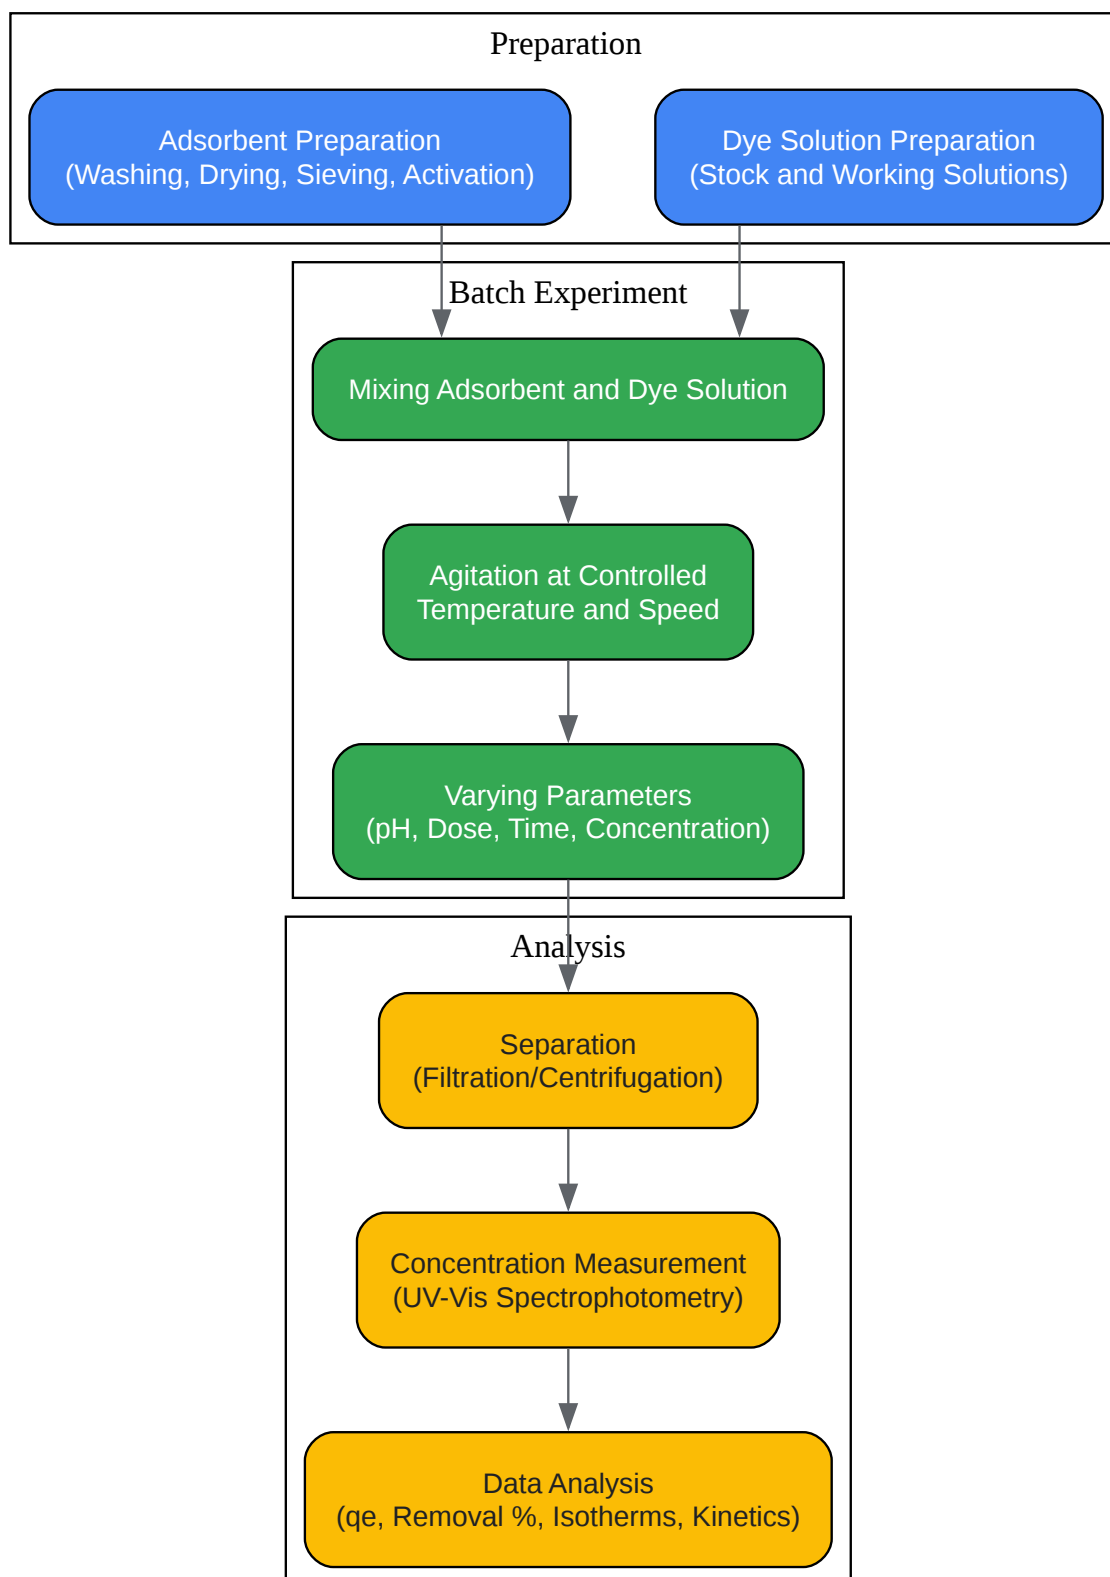 Preparation
Adsorbent Preparation
(Washing, Drying, Sieving, Activation)
Dye Solution Preparation
(Stock and Working Solutions)
Batch Experiment
Mixing Adsorbent and Dye Solution
Agitation at Controlled
Temperature and Speed
Varying Parameters
(pH, Dose, Time, Concentration)
Analysis
Separation
(Filtration/Centrifugation)
Concentration Measurement
(UV-Vis Spectrophotometry)
Data Analysis
(qe, Removal %, Isotherms, Kinetics)